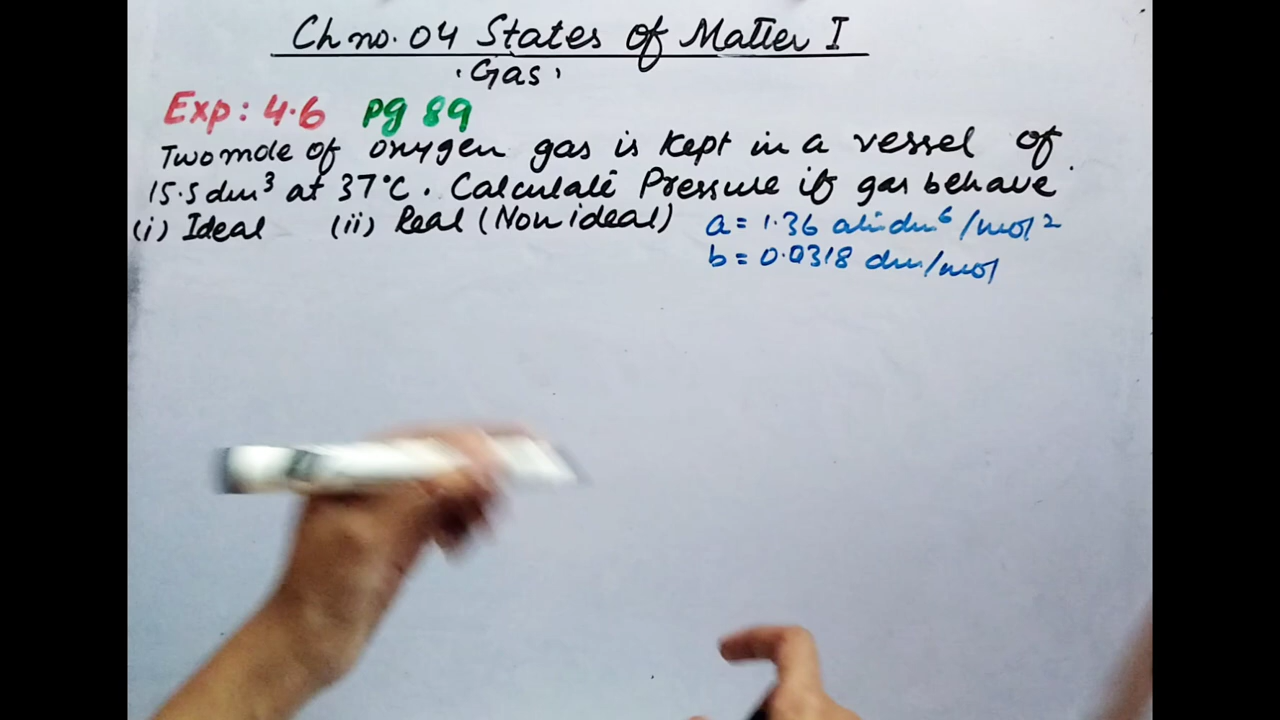 Ch no. 04 States of Matter I
Gas
Exp: 4.6 pg 89
Two mole of oxygen gas is kept in a vessel of
15.5 dm³ at 37°C. Calculate Pressure if gas behave
(i) Ideal (ii) Real (Non ideal) a = 1.36 atm dm⁶/mol²
b = 0.0318 dm/mol